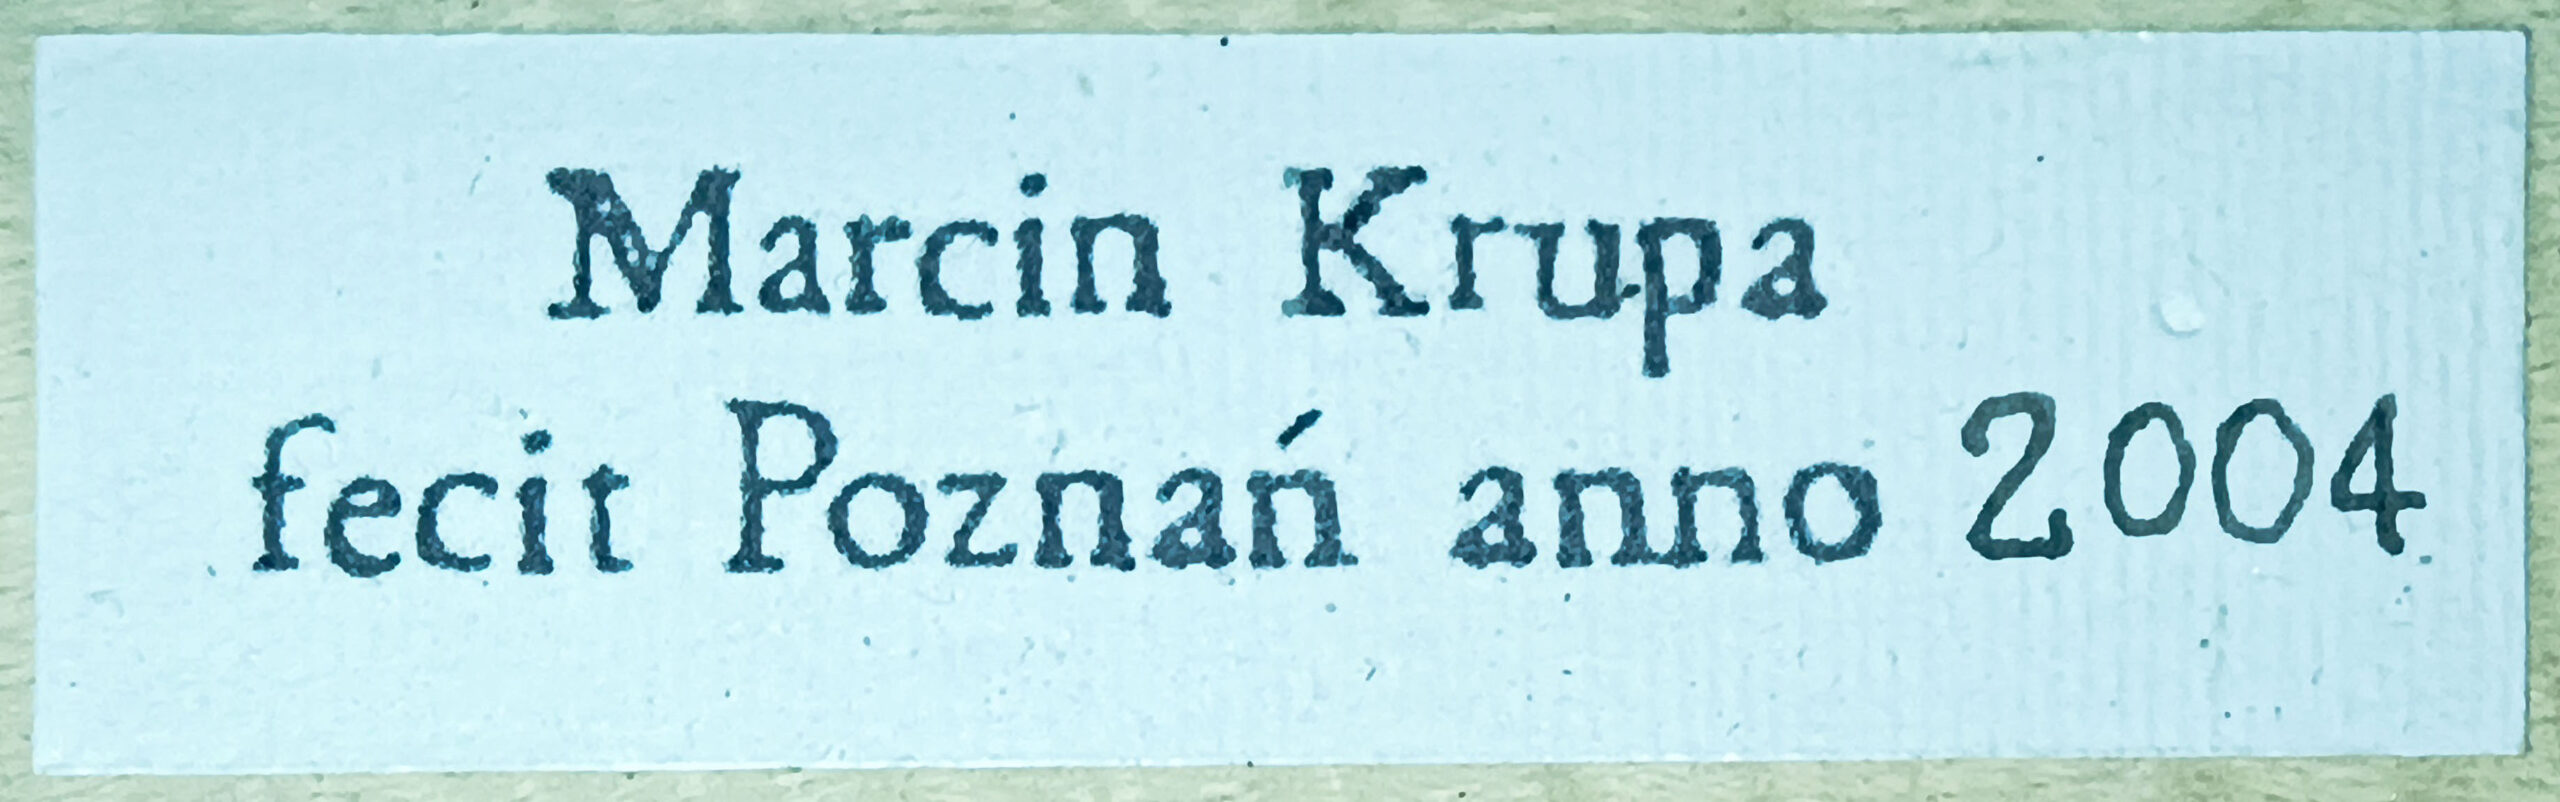 Marcin Krupa
fecit Poznań anno 2004